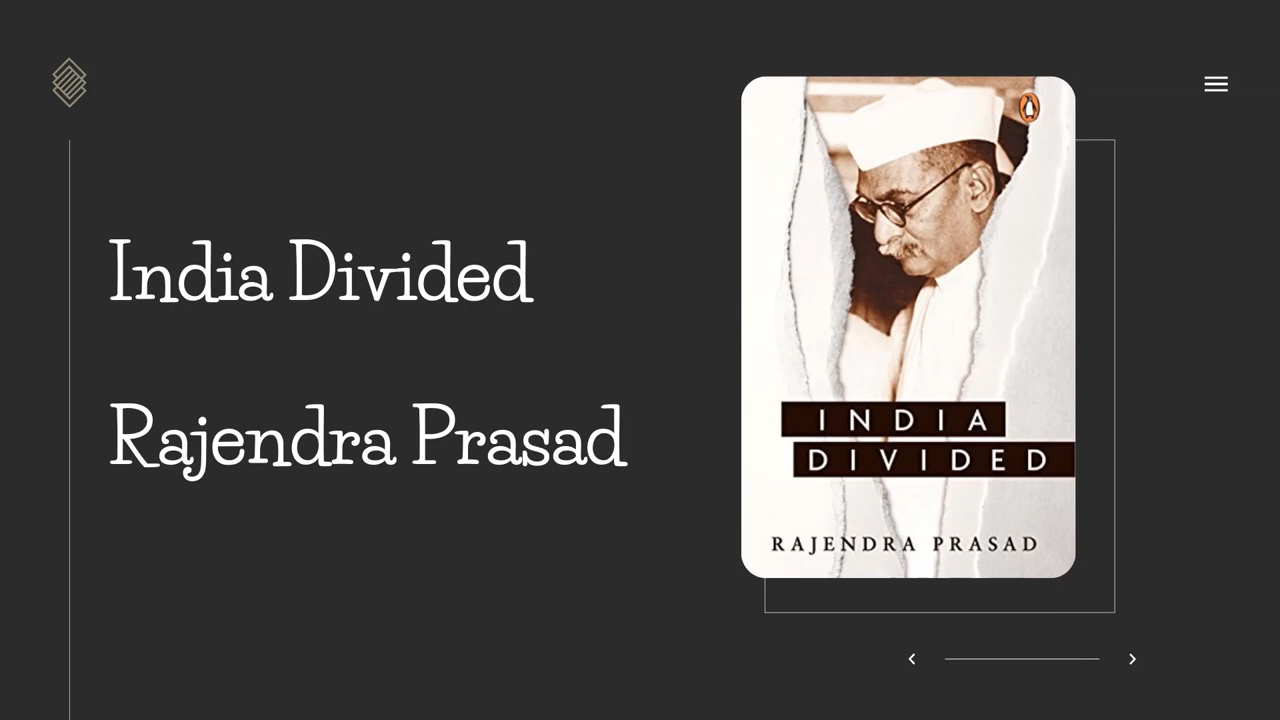 India Divided
Rajendra Prasad
INDIA
DIVIDED
RAJENDRA PRASAD